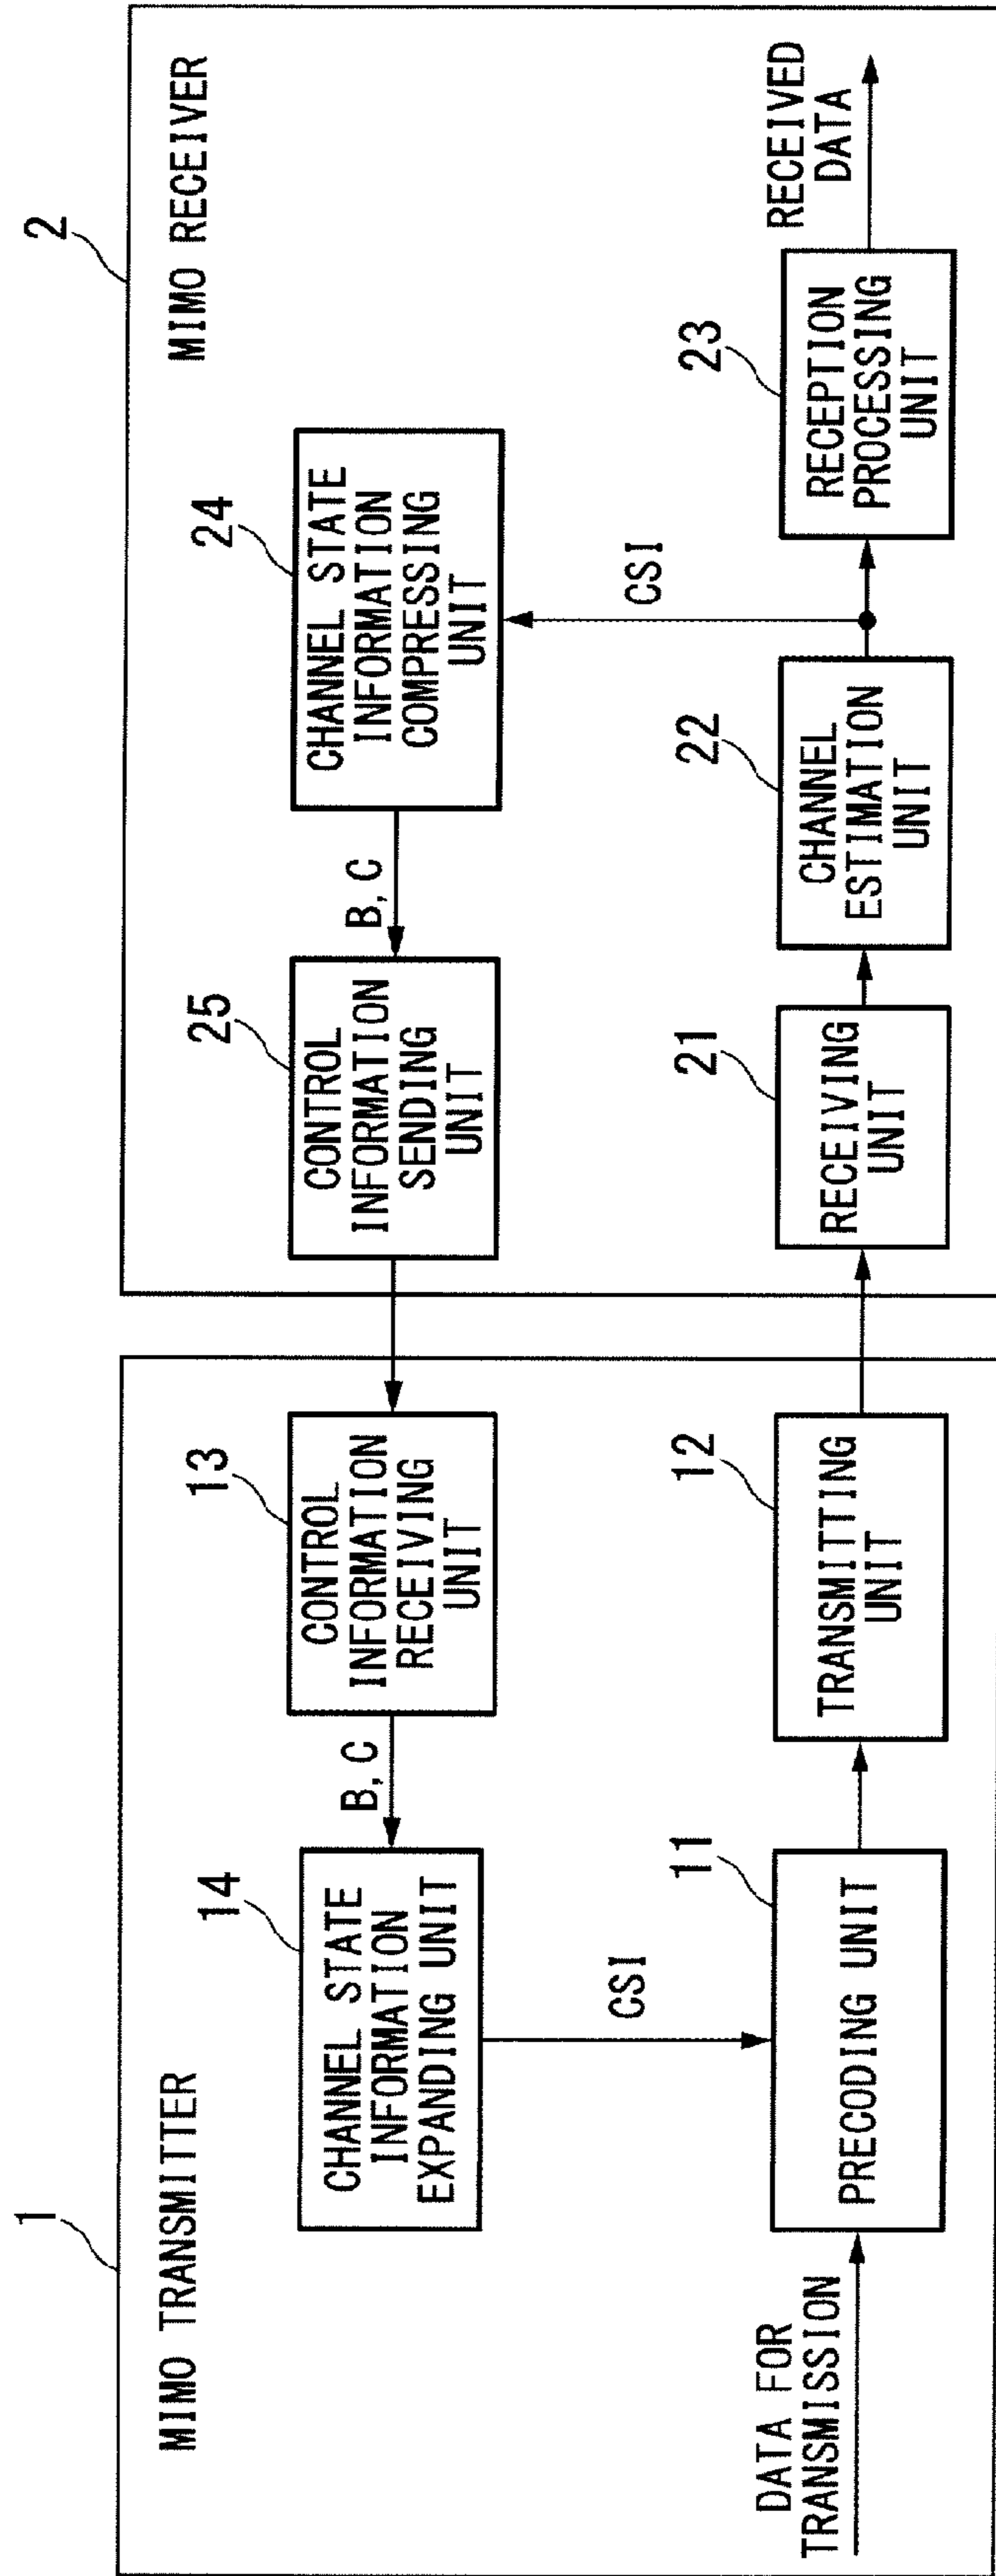 1
MIMO TRANSMITTER
14
CHANNEL STATE
INFORMATION
EXPANDING UNIT
B, C
13
CONTROL
INFORMATION
RECEIVING
UNIT
CSI
DATA FOR
TRANSMISSION
11
PRECODING UNIT
12
TRANSMITTING
UNIT
2
MIMO RECEIVER
25
CONTROL
INFORMATION
SENDING
UNIT
B, C
24
CHANNEL STATE
INFORMATION
COMPRESSING
UNIT
CSI
21
RECEIVING
UNIT
22
CHANNEL
ESTIMATION
UNIT
23
RECEPTION
PROCESSING
UNIT
RECEIVED
DATA